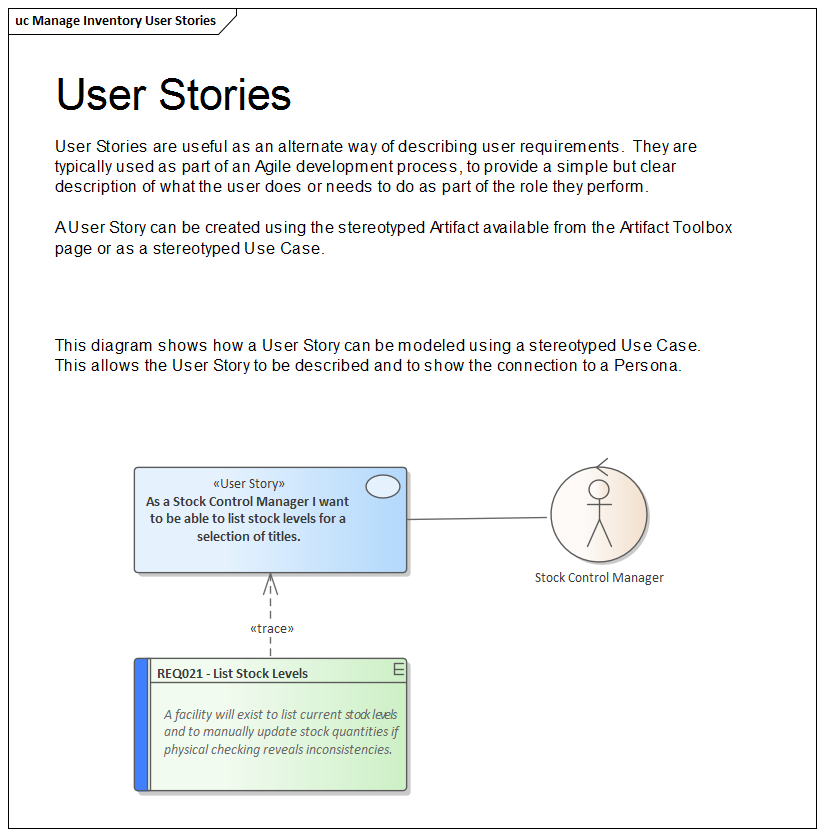 uc Manage Inventory User Stories
User Stories
User Stories are useful as an alternate way of describing user requirements. They are
typically used as part of an Agile development process, to provide a simple but clear
description of what the user does or needs to do as part of the role they perform.
A User Story can be created using the stereotyped Artifact available from the Artifact Toolbox
page or as a stereotyped Use Case.
This diagram shows how a User Story can be modeled using a stereotyped Use Case.
This allows the User Story to be described and to show the connection to a Persona.
«User Story»
As a Stock Control Manager I want
to be able to list stock levels for a
selection of titles.
Stock Control Manager
«trace»
REQ021 - List Stock Levels
E
A facility will exist to list current stock levels
and to manually update stock quantities if
physical checking reveals inconsistencies.